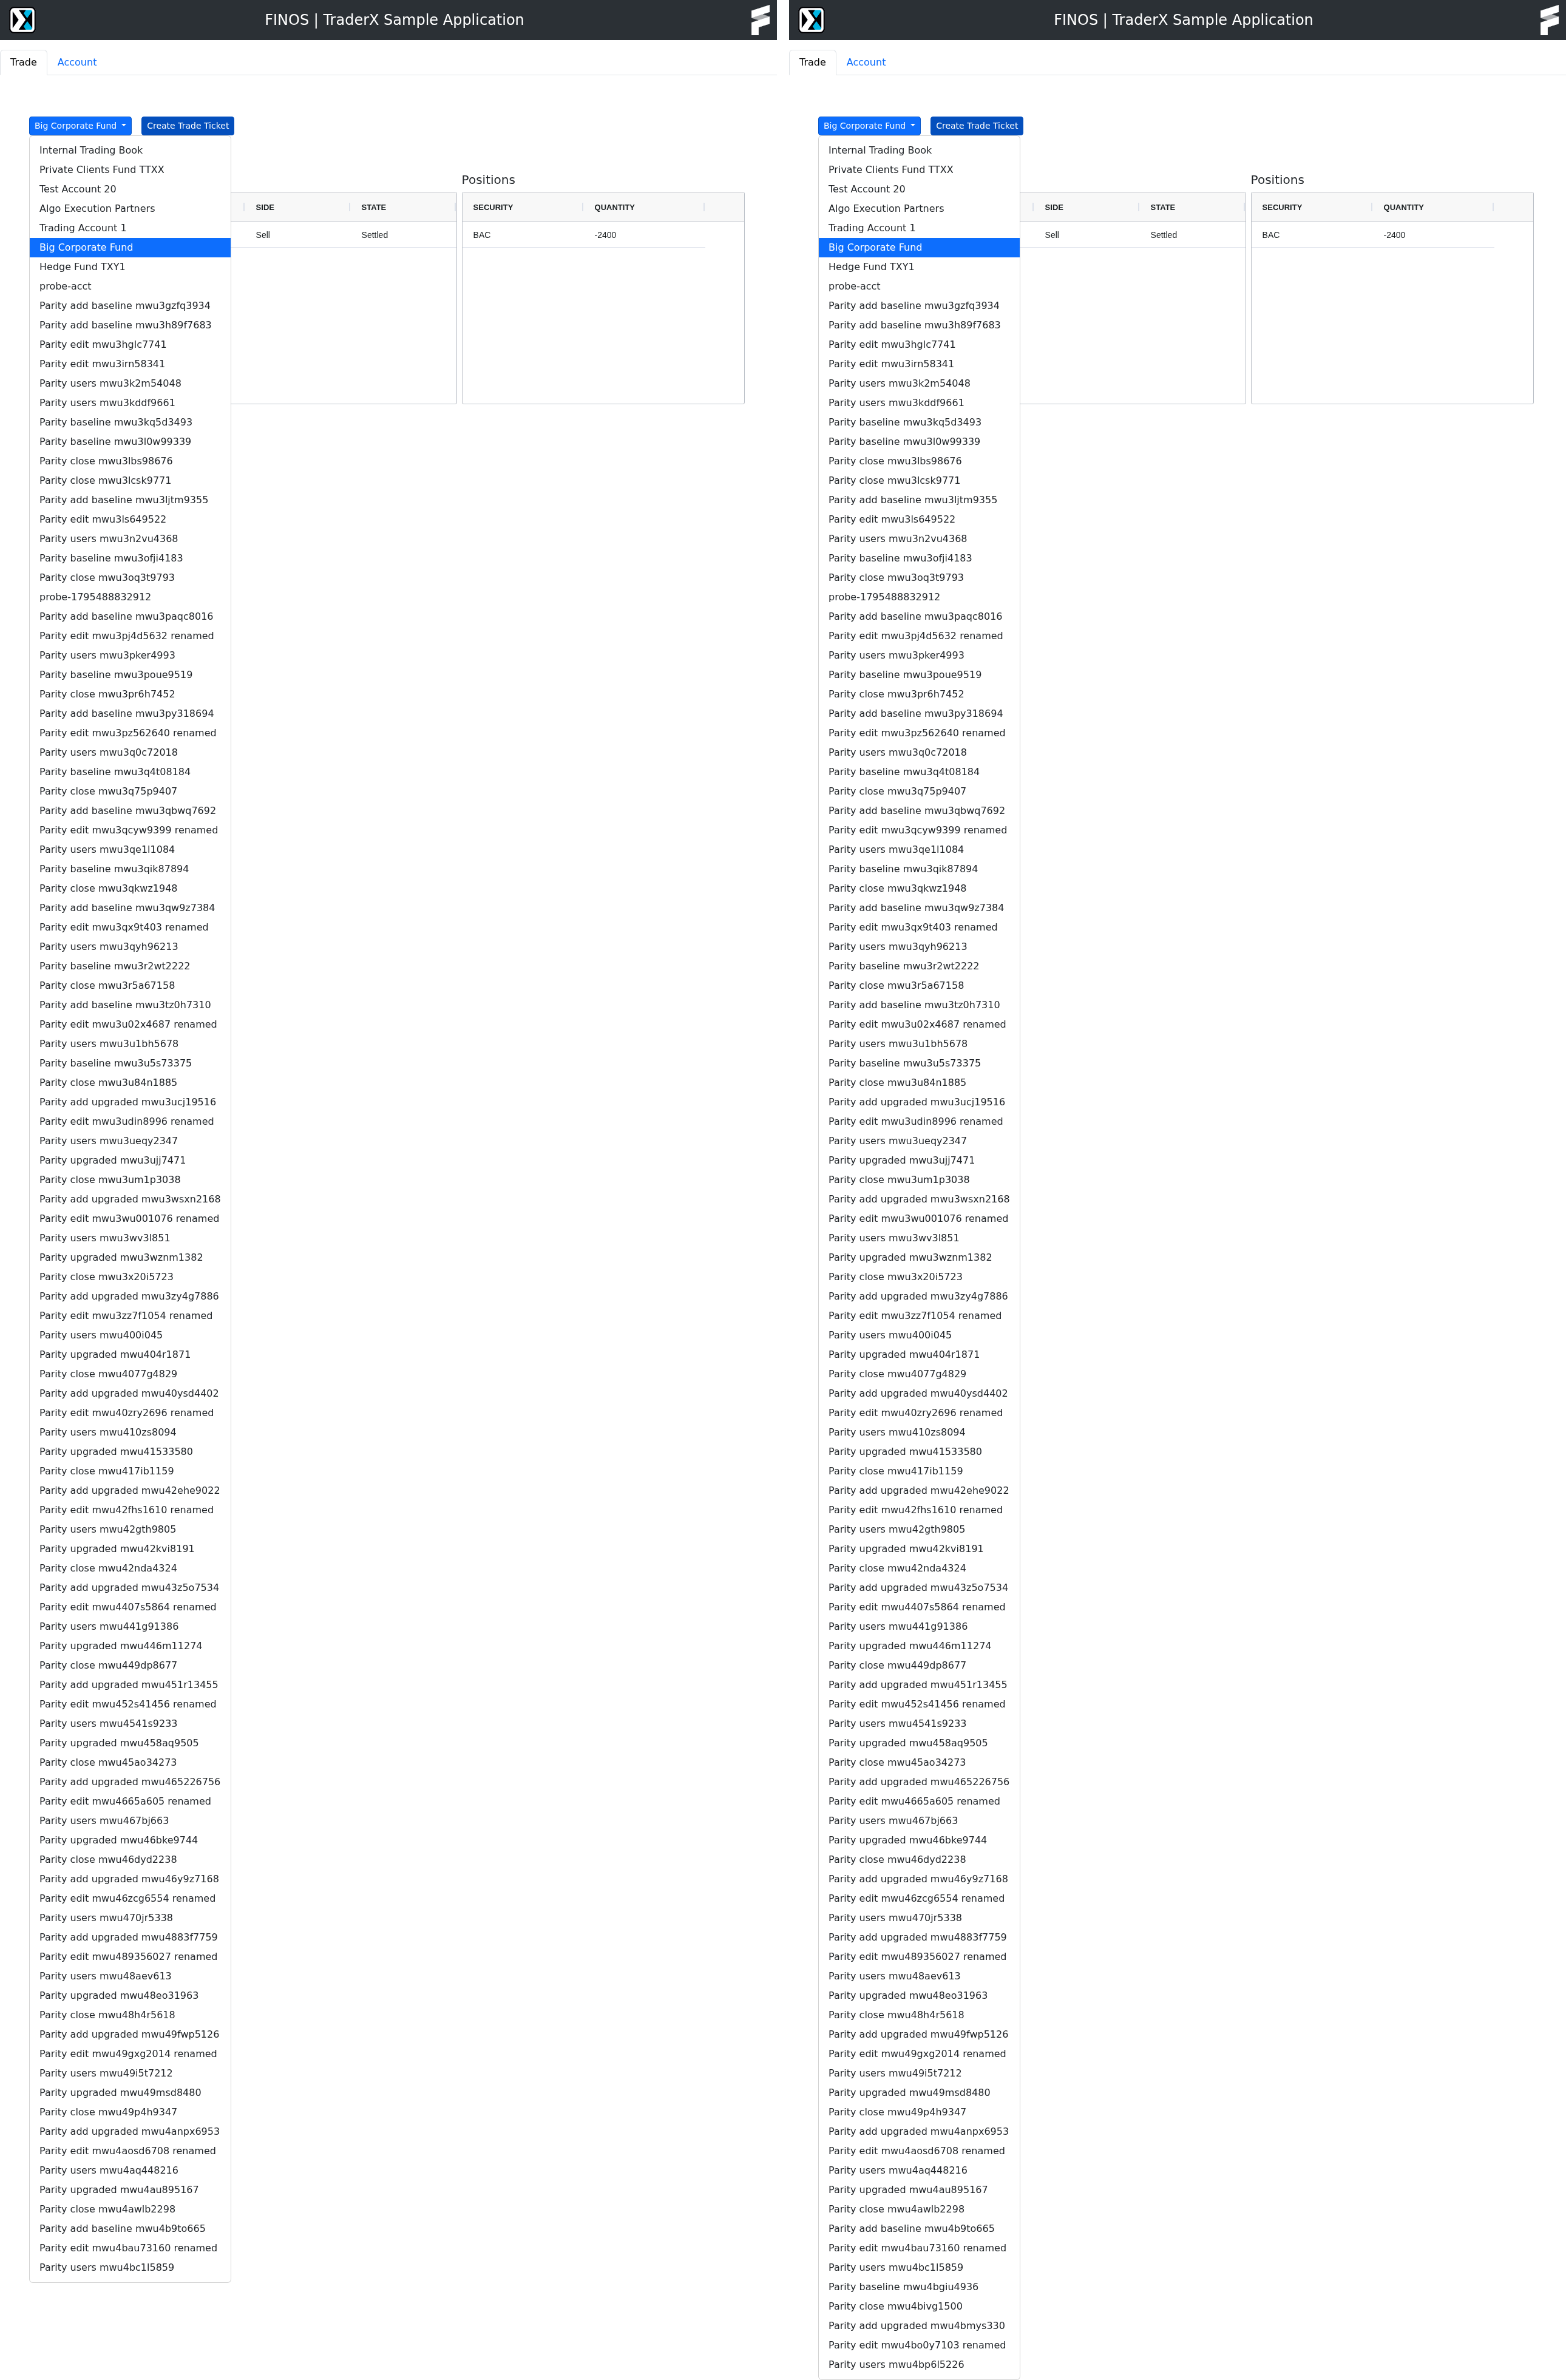 FINOS | TraderX Sample Application
Trade
Account
Big Corporate Fund
Create Trade Ticket
Internal Trading Book
Private Clients Fund TTXX
Test Account 20
Algo Execution Partners
Trading Account 1
Big Corporate Fund
Hedge Fund TXY1
probe-acct
Parity add baseline mwu3gzfq3934
Parity add baseline mwu3h89f7683
Parity edit mwu3hglc7741
Parity edit mwu3irn58341
Parity users mwu3k2m54048
Parity users mwu3kddf9661
Parity baseline mwu3kq5d3493
Parity baseline mwu3l0w99339
Parity close mwu3lbs98676
Parity close mwu3lcsk9771
Parity add baseline mwu3ljtm9355
Parity edit mwu3ls649522
Parity users mwu3n2vu4368
Parity baseline mwu3ofji4183
Parity close mwu3oq3t9793
probe-1795488832912
Parity add baseline mwu3paqc8016
Parity edit mwu3pj4d5632 renamed
Parity users mwu3pker4993
Parity baseline mwu3poue9519
Parity close mwu3pr6h7452
Parity add baseline mwu3py318694
Parity edit mwu3pz562640 renamed
Parity users mwu3q0c72018
Parity baseline mwu3q4t08184
Parity close mwu3q75p9407
Parity add baseline mwu3qbwq7692
Parity edit mwu3qcyw9399 renamed
Parity users mwu3qe1l1084
Parity baseline mwu3qik87894
Parity close mwu3qkwz1948
Parity add baseline mwu3qw9z7384
Parity edit mwu3qx9t403 renamed
Parity users mwu3qyh96213
Parity baseline mwu3r2wt2222
Parity close mwu3r5a67158
Parity add baseline mwu3tz0h7310
Parity edit mwu3u02x4687 renamed
Parity users mwu3u1bh5678
Parity baseline mwu3u5s73375
Parity close mwu3u84n1885
Parity add upgraded mwu3ucj19516
Parity edit mwu3udin8996 renamed
Parity users mwu3ueqy2347
Parity upgraded mwu3ujj7471
Parity close mwu3um1p3038
Parity add upgraded mwu3wsxn2168
Parity edit mwu3wu001076 renamed
Parity users mwu3wv3l851
Parity upgraded mwu3wznm1382
Parity close mwu3x20i5723
Parity add upgraded mwu3zy4g7886
Parity edit mwu3zz7f1054 renamed
Parity users mwu400i045
Parity upgraded mwu404r1871
Parity close mwu4077g4829
Parity add upgraded mwu40ysd4402
Parity edit mwu40zry2696 renamed
Parity users mwu410zs8094
Parity upgraded mwu41533580
Parity close mwu417ib1159
Parity add upgraded mwu42ehe9022
Parity edit mwu42fhs1610 renamed
Parity users mwu42gth9805
Parity upgraded mwu42kvi8191
Parity close mwu42nda4324
Parity add upgraded mwu43z5o7534
Parity edit mwu4407s5864 renamed
Parity users mwu441g91386
Parity upgraded mwu446m11274
Parity close mwu449dp8677
Parity add upgraded mwu451r13455
Parity edit mwu452s41456 renamed
Parity users mwu4541s9233
Parity upgraded mwu458aq9505
Parity close mwu45ao34273
Parity add upgraded mwu465226756
Parity edit mwu4665a605 renamed
Parity users mwu467bj663
Parity upgraded mwu46bke9744
Parity close mwu46dyd2238
Parity add upgraded mwu46y9z7168
Parity edit mwu46zcg6554 renamed
Parity users mwu470jr5338
Parity add upgraded mwu4883f7759
Parity edit mwu489356027 renamed
Parity users mwu48aev613
Parity upgraded mwu48eo31963
Parity close mwu48h4r5618
Parity add upgraded mwu49fwp5126
Parity edit mwu49gxg2014 renamed
Parity users mwu49i5t7212
Parity upgraded mwu49msd8480
Parity close mwu49p4h9347
Parity add upgraded mwu4anpx6953
Parity edit mwu4aosd6708 renamed
Parity users mwu4aq448216
Parity upgraded mwu4au895167
Parity close mwu4awlb2298
Parity add baseline mwu4b9to665
Parity edit mwu4bau73160 renamed
Parity users mwu4bc1l5859
SIDE STATE
Sell Settled
Positions
SECURITY QUANTITY
BAC -2400
FINOS | TraderX Sample Application
Trade
Account
Big Corporate Fund
Create Trade Ticket
Internal Trading Book
Private Clients Fund TTXX
Test Account 20
Algo Execution Partners
Trading Account 1
Big Corporate Fund
Hedge Fund TXY1
probe-acct
Parity add baseline mwu3gzfq3934
Parity add baseline mwu3h89f7683
Parity edit mwu3hglc7741
Parity edit mwu3irn58341
Parity users mwu3k2m54048
Parity users mwu3kddf9661
Parity baseline mwu3kq5d3493
Parity baseline mwu3l0w99339
Parity close mwu3lbs98676
Parity close mwu3lcsk9771
Parity add baseline mwu3ljtm9355
Parity edit mwu3ls649522
Parity users mwu3n2vu4368
Parity baseline mwu3ofji4183
Parity close mwu3oq3t9793
probe-1795488832912
Parity add baseline mwu3paqc8016
Parity edit mwu3pj4d5632 renamed
Parity users mwu3pker4993
Parity baseline mwu3poue9519
Parity close mwu3pr6h7452
Parity add baseline mwu3py318694
Parity edit mwu3pz562640 renamed
Parity users mwu3q0c72018
Parity baseline mwu3q4t08184
Parity close mwu3q75p9407
Parity add baseline mwu3qbwq7692
Parity edit mwu3qcyw9399 renamed
Parity users mwu3qe1l1084
Parity baseline mwu3qik87894
Parity close mwu3qkwz1948
Parity add baseline mwu3qw9z7384
Parity edit mwu3qx9t403 renamed
Parity users mwu3qyh96213
Parity baseline mwu3r2wt2222
Parity close mwu3r5a67158
Parity add baseline mwu3tz0h7310
Parity edit mwu3u02x4687 renamed
Parity users mwu3u1bh5678
Parity baseline mwu3u5s73375
Parity close mwu3u84n1885
Parity add upgraded mwu3ucj19516
Parity edit mwu3udin8996 renamed
Parity users mwu3ueqy2347
Parity upgraded mwu3ujj7471
Parity close mwu3um1p3038
Parity add upgraded mwu3wsxn2168
Parity edit mwu3wu001076 renamed
Parity users mwu3wv3l851
Parity upgraded mwu3wznm1382
Parity close mwu3x20i5723
Parity add upgraded mwu3zy4g7886
Parity edit mwu3zz7f1054 renamed
Parity users mwu400i045
Parity upgraded mwu404r1871
Parity close mwu4077g4829
Parity add upgraded mwu40ysd4402
Parity edit mwu40zry2696 renamed
Parity users mwu410zs8094
Parity upgraded mwu41533580
Parity close mwu417ib1159
Parity add upgraded mwu42ehe9022
Parity edit mwu42fhs1610 renamed
Parity users mwu42gth9805
Parity upgraded mwu42kvi8191
Parity close mwu42nda4324
Parity add upgraded mwu43z5o7534
Parity edit mwu4407s5864 renamed
Parity users mwu441g91386
Parity upgraded mwu446m11274
Parity close mwu449dp8677
Parity add upgraded mwu451r13455
Parity edit mwu452s41456 renamed
Parity users mwu4541s9233
Parity upgraded mwu458aq9505
Parity close mwu45ao34273
Parity add upgraded mwu465226756
Parity edit mwu4665a605 renamed
Parity users mwu467bj663
Parity upgraded mwu46bke9744
Parity close mwu46dyd2238
Parity add upgraded mwu46y9z7168
Parity edit mwu46zcg6554 renamed
Parity users mwu470jr5338
Parity add upgraded mwu4883f7759
Parity edit mwu489356027 renamed
Parity users mwu48aev613
Parity upgraded mwu48eo31963
Parity close mwu48h4r5618
Parity add upgraded mwu49fwp5126
Parity edit mwu49gxg2014 renamed
Parity users mwu49i5t7212
Parity upgraded mwu49msd8480
Parity close mwu49p4h9347
Parity add upgraded mwu4anpx6953
Parity edit mwu4aosd6708 renamed
Parity users mwu4aq448216
Parity upgraded mwu4au895167
Parity close mwu4awlb2298
Parity add baseline mwu4b9to665
Parity edit mwu4bau73160 renamed
Parity users mwu4bc1l5859
Parity baseline mwu4bgiu4936
Parity close mwu4bivg1500
Parity add upgraded mwu4bmys330
Parity edit mwu4bo0y7103 renamed
Parity users mwu4bp6l5226
SIDE STATE
Sell Settled
Positions
SECURITY QUANTITY
BAC -2400